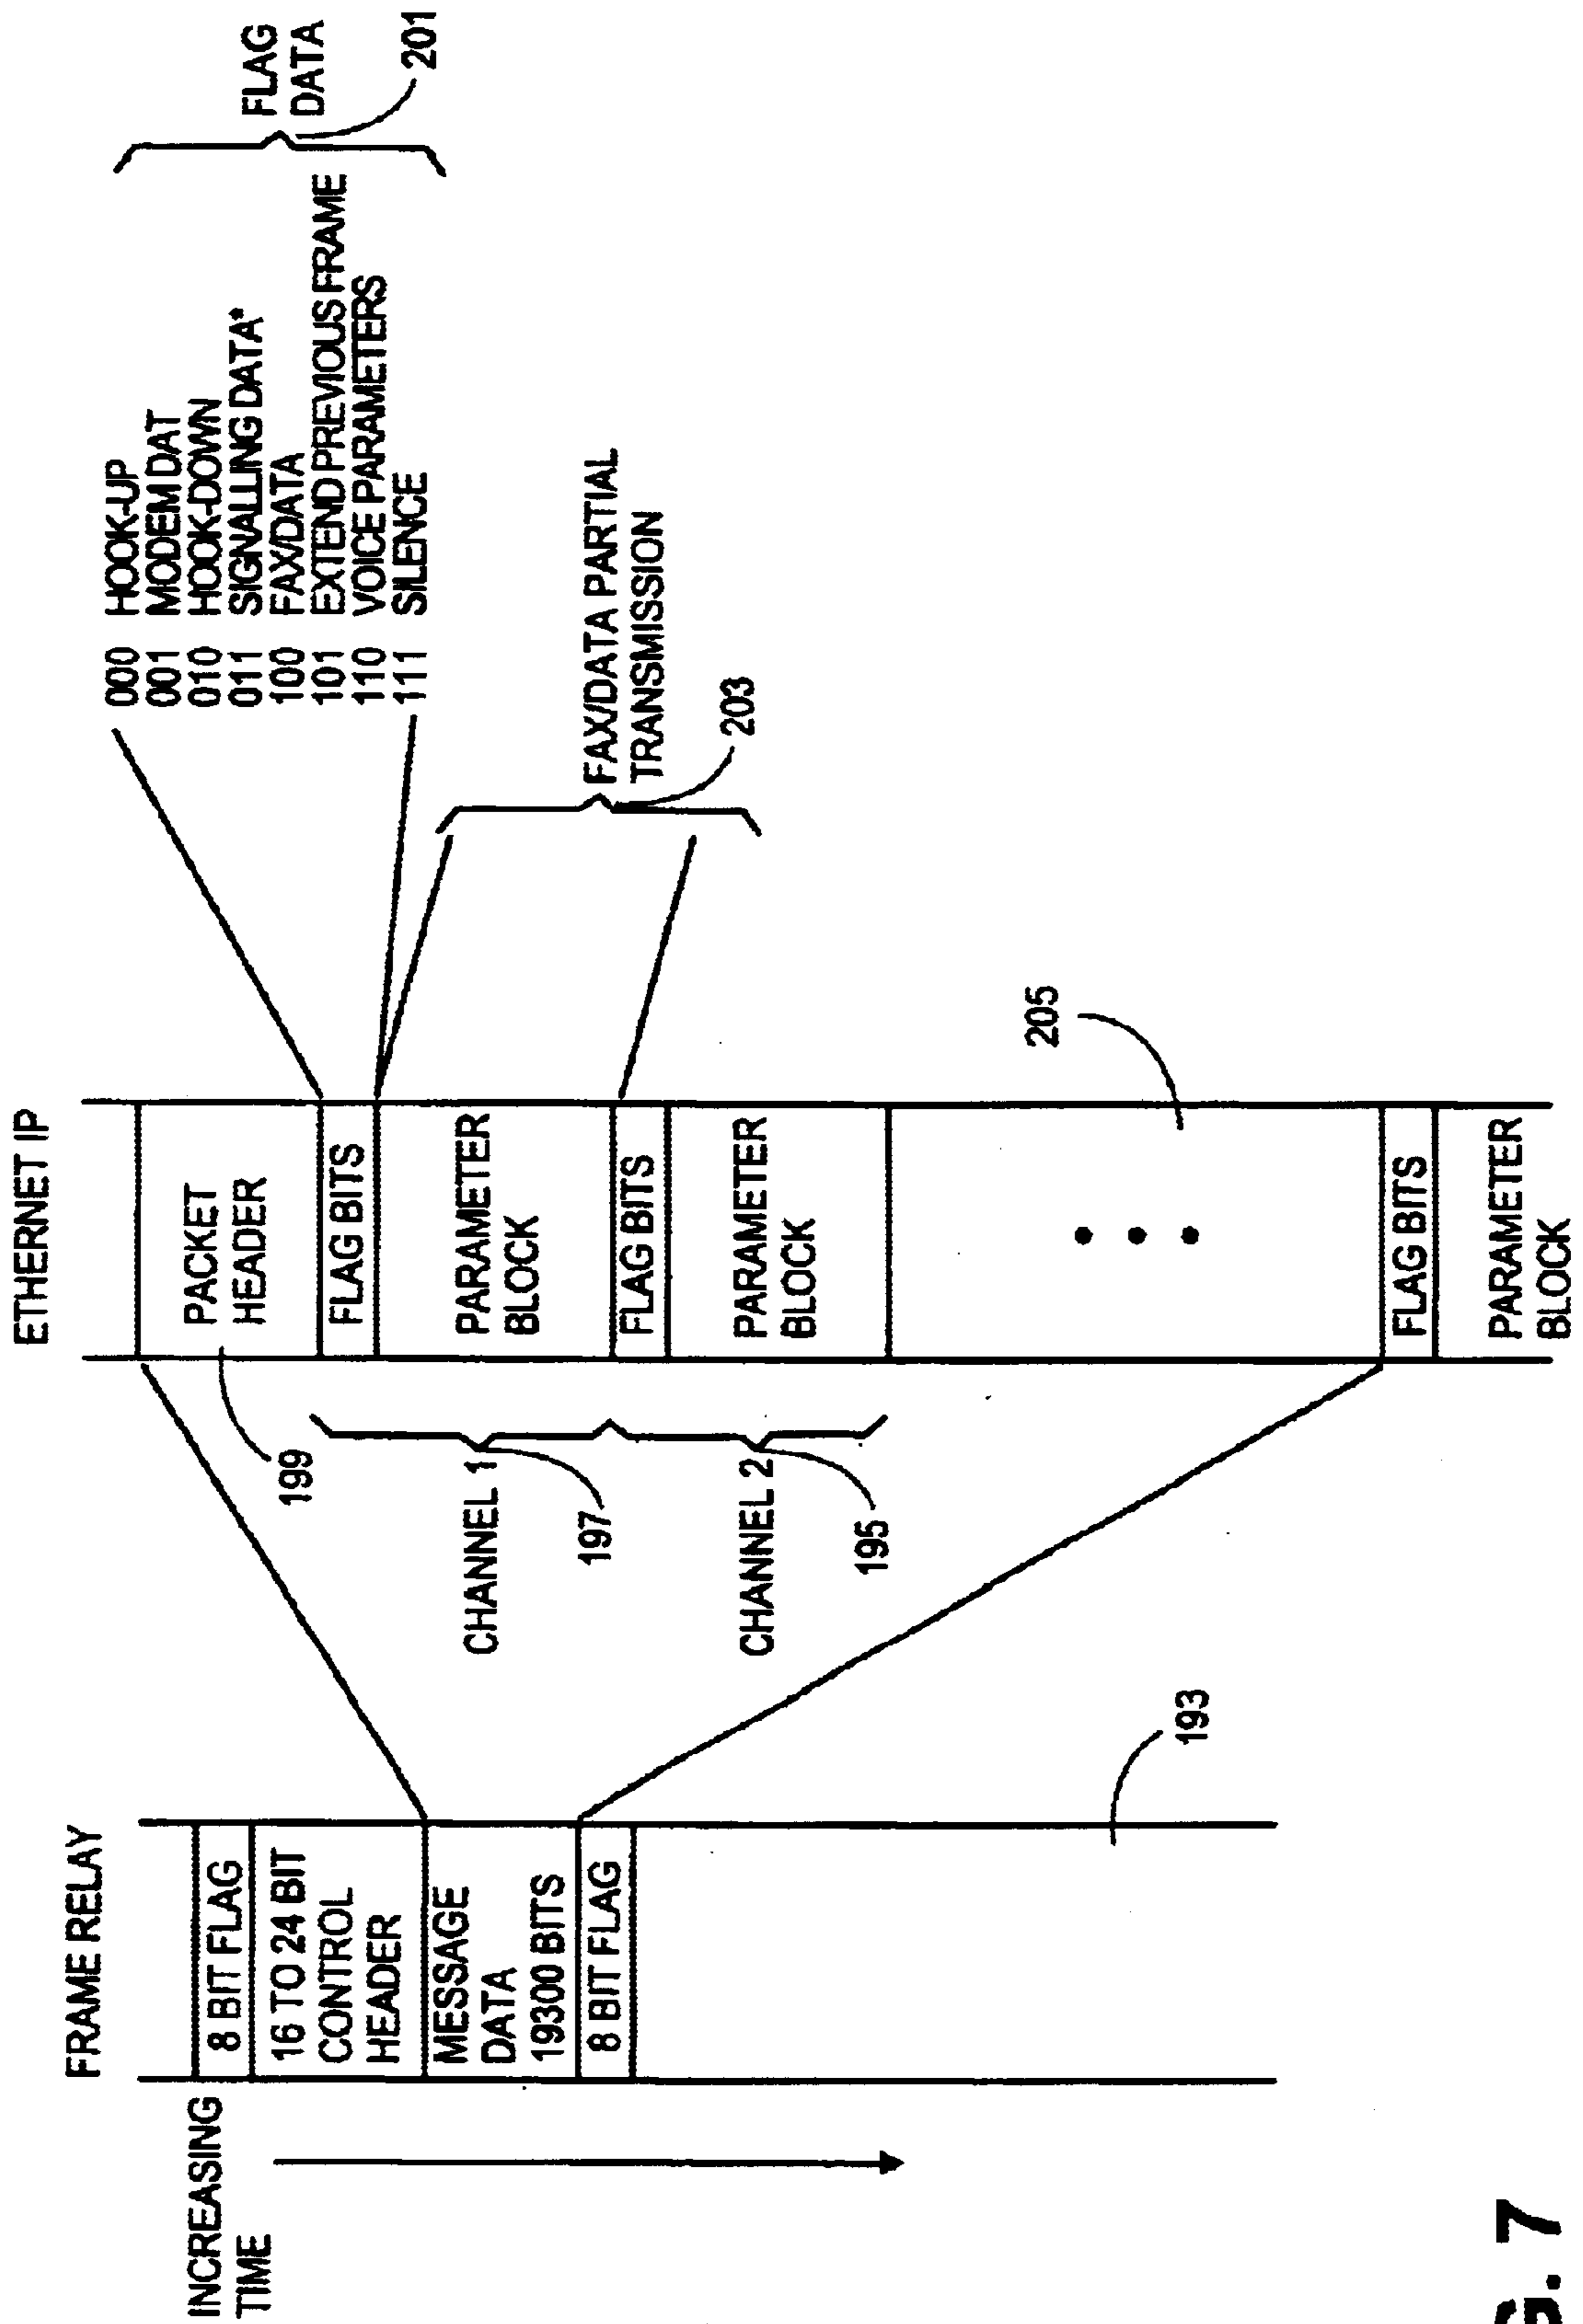 INCREASING
TIME
FRAME RELAY
8 BIT FLAG
16 TO 24 BIT
CONTROL
HEADER
MESSAGE
DATA
19300 BITS
8 BIT FLAG
193
ETHERNET IP
PACKET
HEADER
199
FLAG BITS
PARAMETER
BLOCK
FLAG BITS
PARAMETER
BLOCK
CHANNEL 1
197
CHANNEL 2
195
205
FLAG BITS
PARAMETER
BLOCK
000 HOOK-UP
001 MODEM DAT
010 HOOK-DOWN
011 SIGNALLING DATA*
100 FAX/DATA
101 EXTEND PREVIOUS FRAME
110 VOICE PARAMETERS
111 SILENCE
FLAG
DATA
201
FAX/DATA PARTIAL
TRANSMISSION
203
G. 7